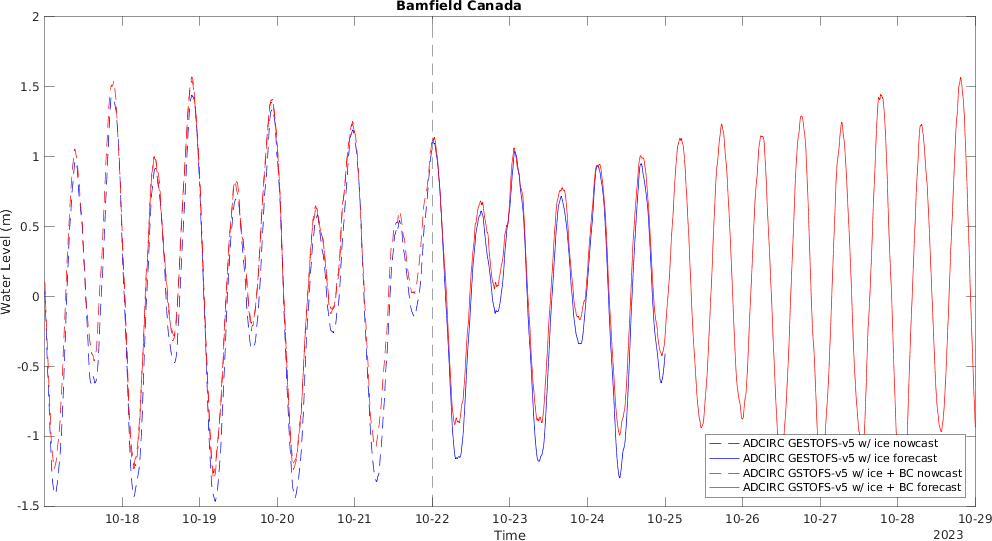 Bamfield Canada
2
1.5
1
0.5
0
-0.5
-1
-1.5
Water Level (m)
10-18 10-19 10-20 10-21 10-22 10-23 10-24 10-25 10-26 10-27 10-28 10-29
Time
2023
ADCIRC GESTOFS-v5 w/ ice nowcast
ADCIRC GESTOFS-v5 w/ ice forecast
ADCIRC GSTOFS-v5 w/ ice + BC nowcast
ADCIRC GSTOFS-v5 w/ ice + BC forecast